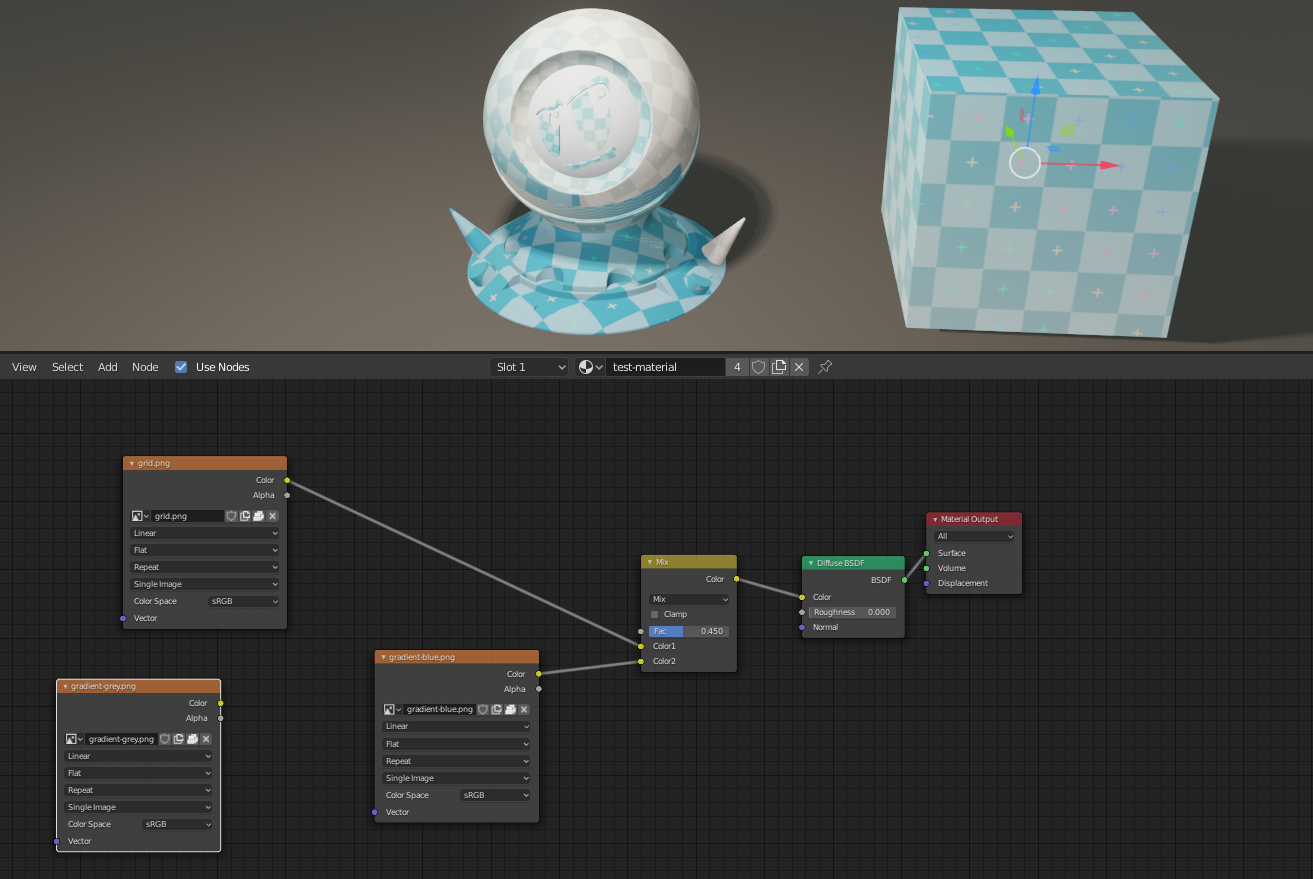 View Select Add Node Use Nodes Slot 1 test-material 4
grid.png
Color
Alpha
grid.png
Linear
Flat
Repeat
Single Image
Color Space sRGB
Vector
gradient-grey.png
Color
Alpha
gradient-grey.png
Linear
Flat
Repeat
Single Image
Color Space sRGB
Vector
gradient-blue.png
Color
Alpha
gradient-blue.png
Linear
Flat
Repeat
Single Image
Color Space sRGB
Vector
Mix
Color
Mix
Clamp
Fac 0.450
Color1
Color2
Diffuse BSDF
BSDF
Color
Roughness 0.000
Normal
Material Output
All
Surface
Volume
Displacement